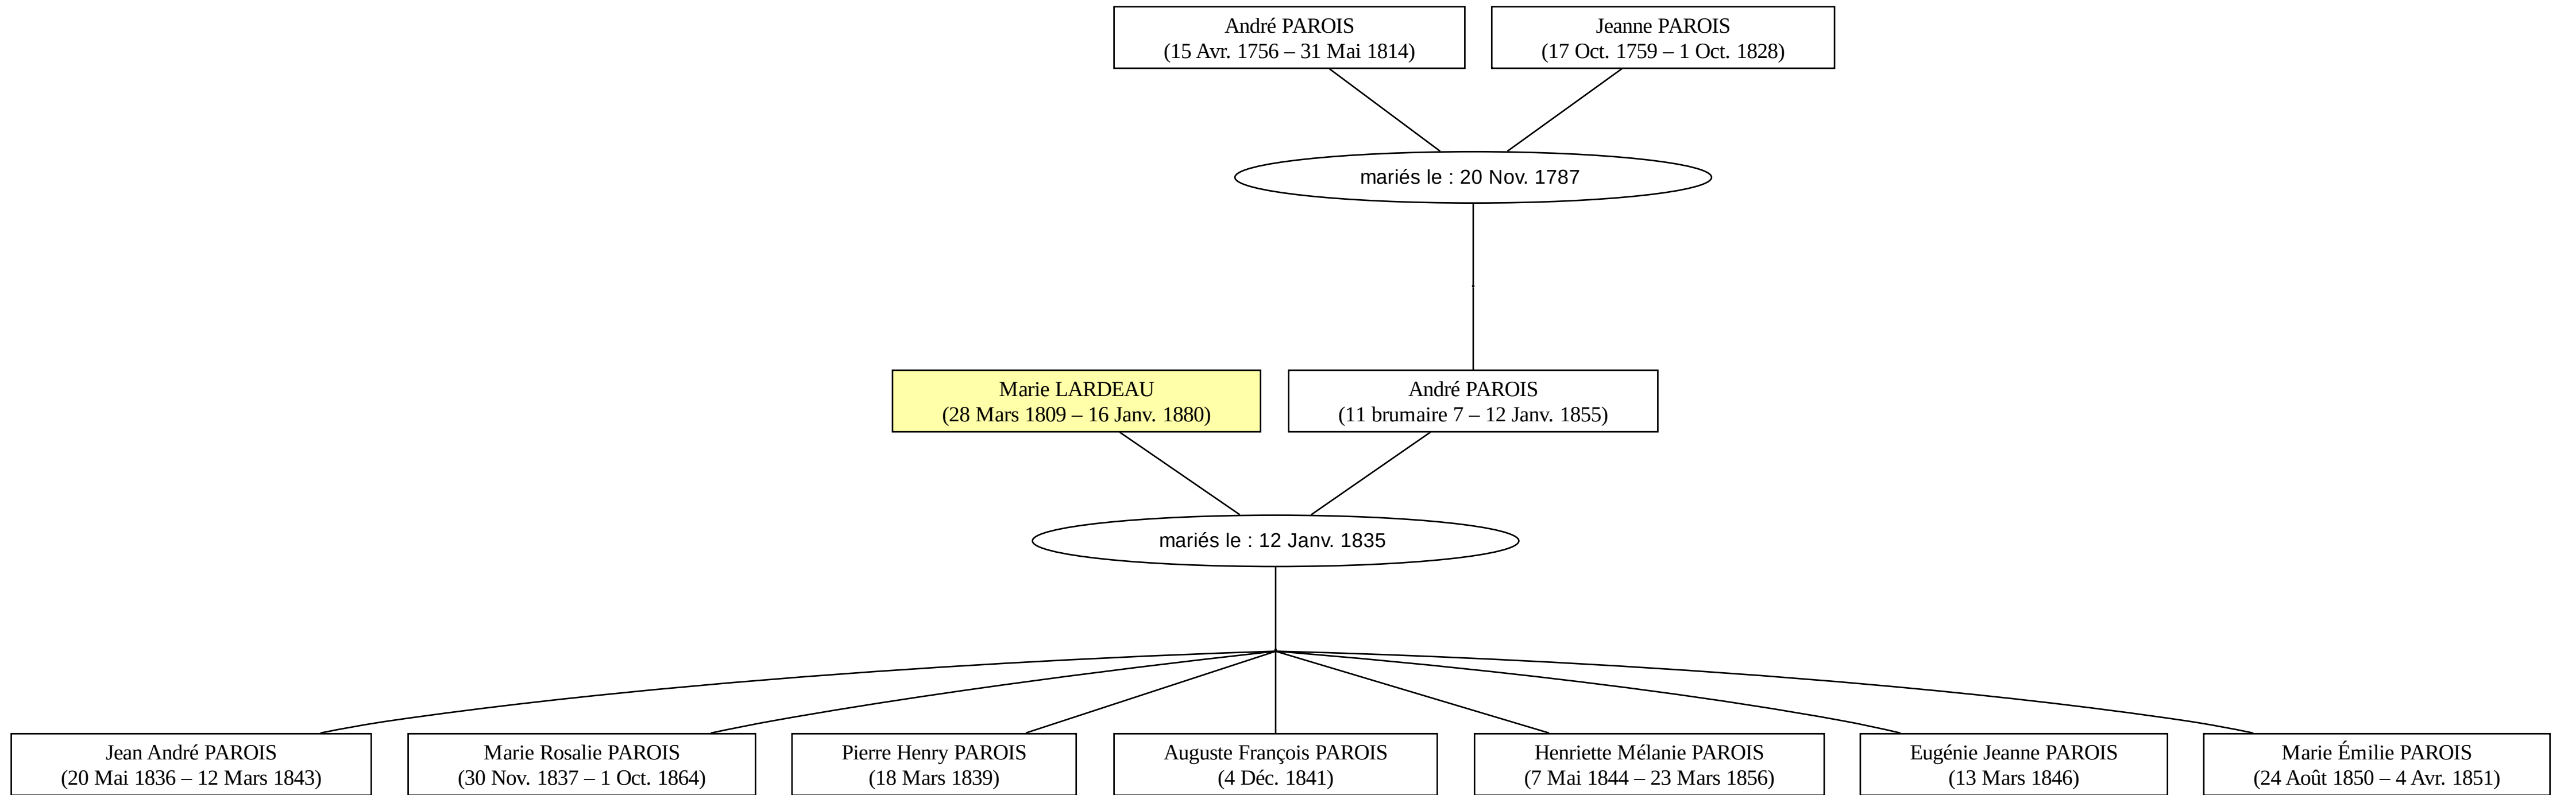 André PAROIS
(15 Avr. 1756 – 31 Mai 1814)
Jeanne PAROIS
(17 Oct. 1759 – 1 Oct. 1828)
mariés le : 20 Nov. 1787
Marie LARDEAU
(28 Mars 1809 – 16 Janv. 1880)
André PAROIS
(11 brumaire 7 – 12 Janv. 1855)
mariés le : 12 Janv. 1835
Jean André PAROIS
(20 Mai 1836 – 12 Mars 1843)
Marie Rosalie PAROIS
(30 Nov. 1837 – 1 Oct. 1864)
Pierre Henry PAROIS
(18 Mars 1839)
Auguste François PAROIS
(4 Déc. 1841)
Henriette Mélanie PAROIS
(7 Mai 1844 – 23 Mars 1856)
Eugénie Jeanne PAROIS
(13 Mars 1846)
Marie Émilie PAROIS
(24 Août 1850 – 4 Avr. 1851)